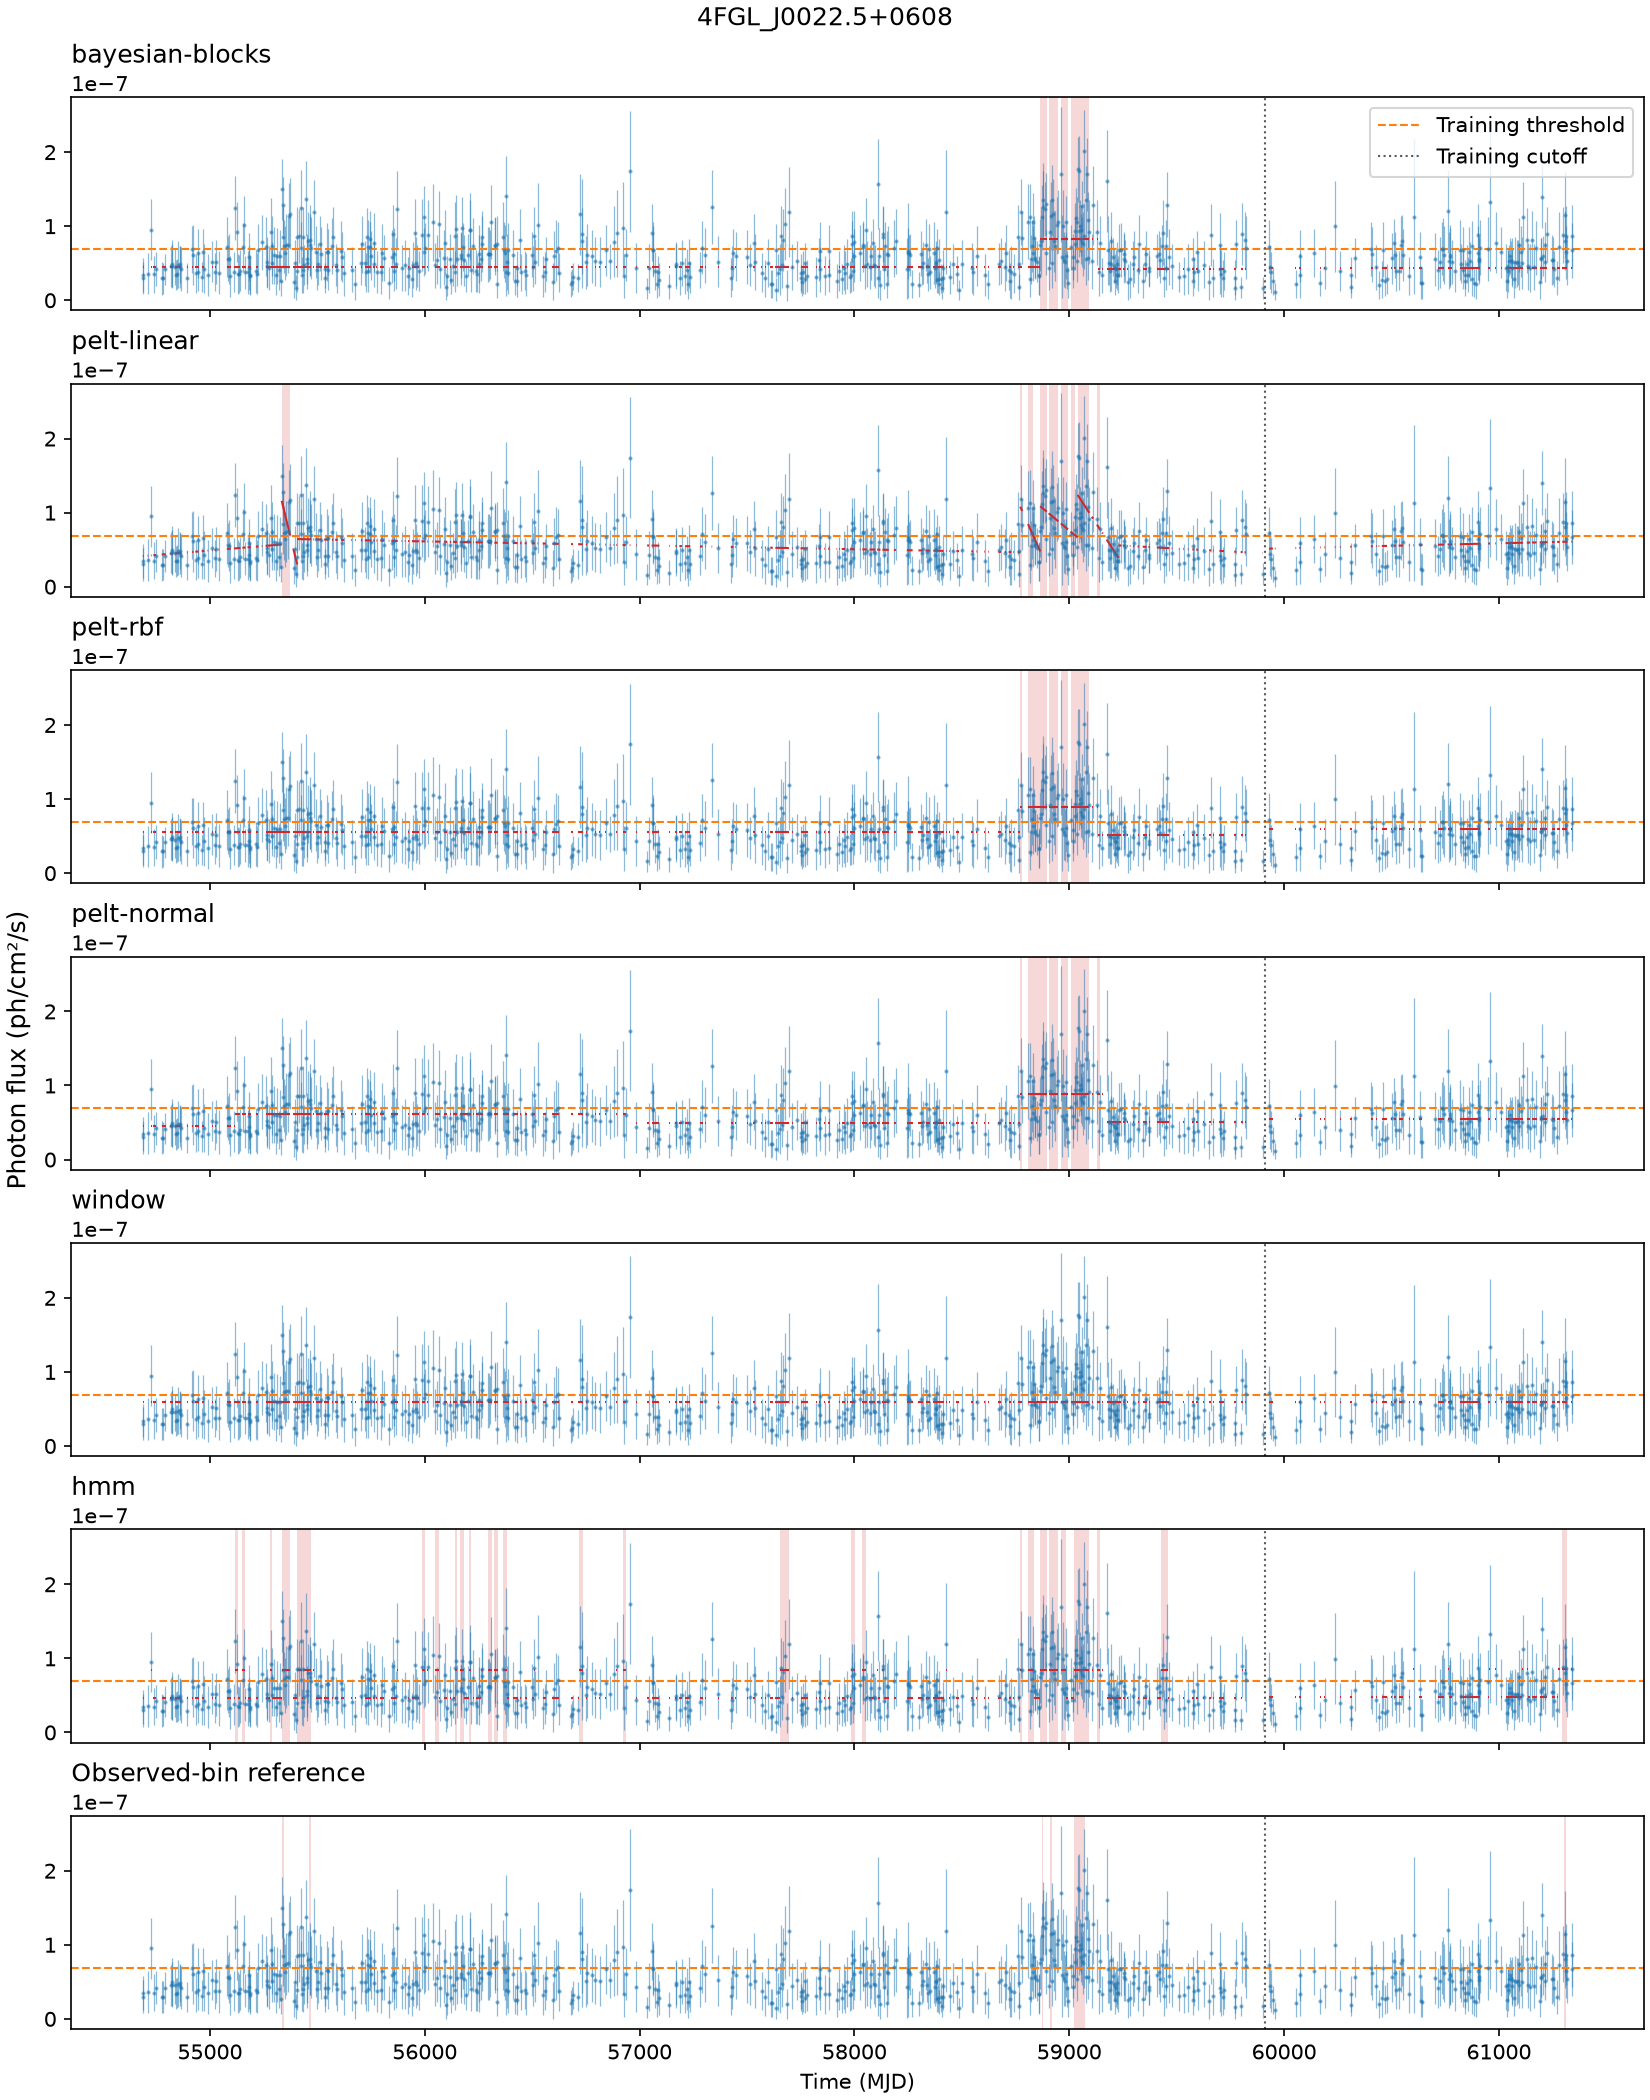 4FGL_J0022.5+0608
bayesian-blocks
1e−7
2
1
0
Training threshold
Training cutoff
pelt-linear
1e−7
2
1
0
pelt-rbf
1e−7
2
1
0
pelt-normal
1e−7
2
1
0
Photon flux (ph/cm²/s)
window
1e−7
2
1
0
hmm
1e−7
2
1
0
Observed-bin reference
1e−7
2
1
0
55000 56000 57000 58000 59000 60000 61000
Time (MJD)